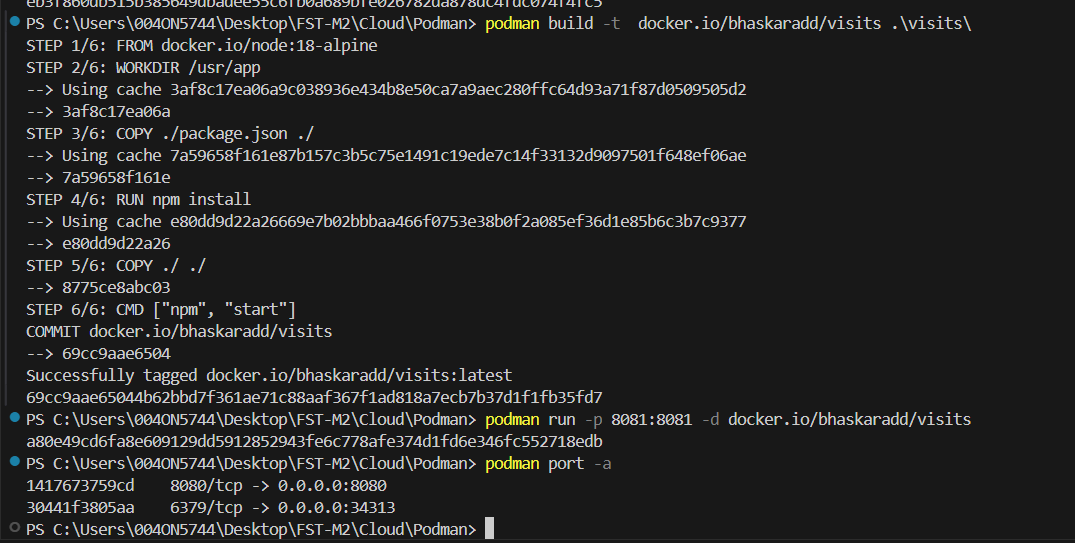 eb3f860db515b385649dbadee55c6fb0a689bfe026782da878dc4fdc074f4fc5
PS C:\Users\004ON5744\Desktop\FST-M2\Cloud\Podman> podman build -t  docker.io/bhaskaradd/visits .\visits\
STEP 1/6: FROM docker.io/node:18-alpine
STEP 2/6: WORKDIR /usr/app
--> Using cache 3af8c17ea06a9c038936e434b8e50ca7a9aec280ffc64d93a71f87d0509505d2
--> 3af8c17ea06a
STEP 3/6: COPY ./package.json ./
--> Using cache 7a59658f161e87b157c3b5c75e1491c19ede7c14f33132d9097501f648ef06ae
--> 7a59658f161e
STEP 4/6: RUN npm install
--> Using cache e80dd9d22a26669e7b02bbbaa466f0753e38b0f2a085ef36d1e85b6c3b7c9377
--> e80dd9d22a26
STEP 5/6: COPY ./ ./
--> 8775ce8abc03
STEP 6/6: CMD ["npm", "start"]
COMMIT docker.io/bhaskaradd/visits
--> 69cc9aae6504
Successfully tagged docker.io/bhaskaradd/visits:latest
69cc9aae65044b62bbd7f361ae71c88aaf367f1ad818a7ecb7b37d1f1fb35fd7
PS C:\Users\004ON5744\Desktop\FST-M2\Cloud\Podman> podman run -p 8081:8081 -d docker.io/bhaskaradd/visits
a80e49cd6fa8e609129dd5912852943fe6c778afe374d1fd6e346fc552718edb
PS C:\Users\004ON5744\Desktop\FST-M2\Cloud\Podman> podman port -a
1417673759cd    8080/tcp -> 0.0.0.0:8080
30441f3805aa    6379/tcp -> 0.0.0.0:34313
PS C:\Users\004ON5744\Desktop\FST-M2\Cloud\Podman>